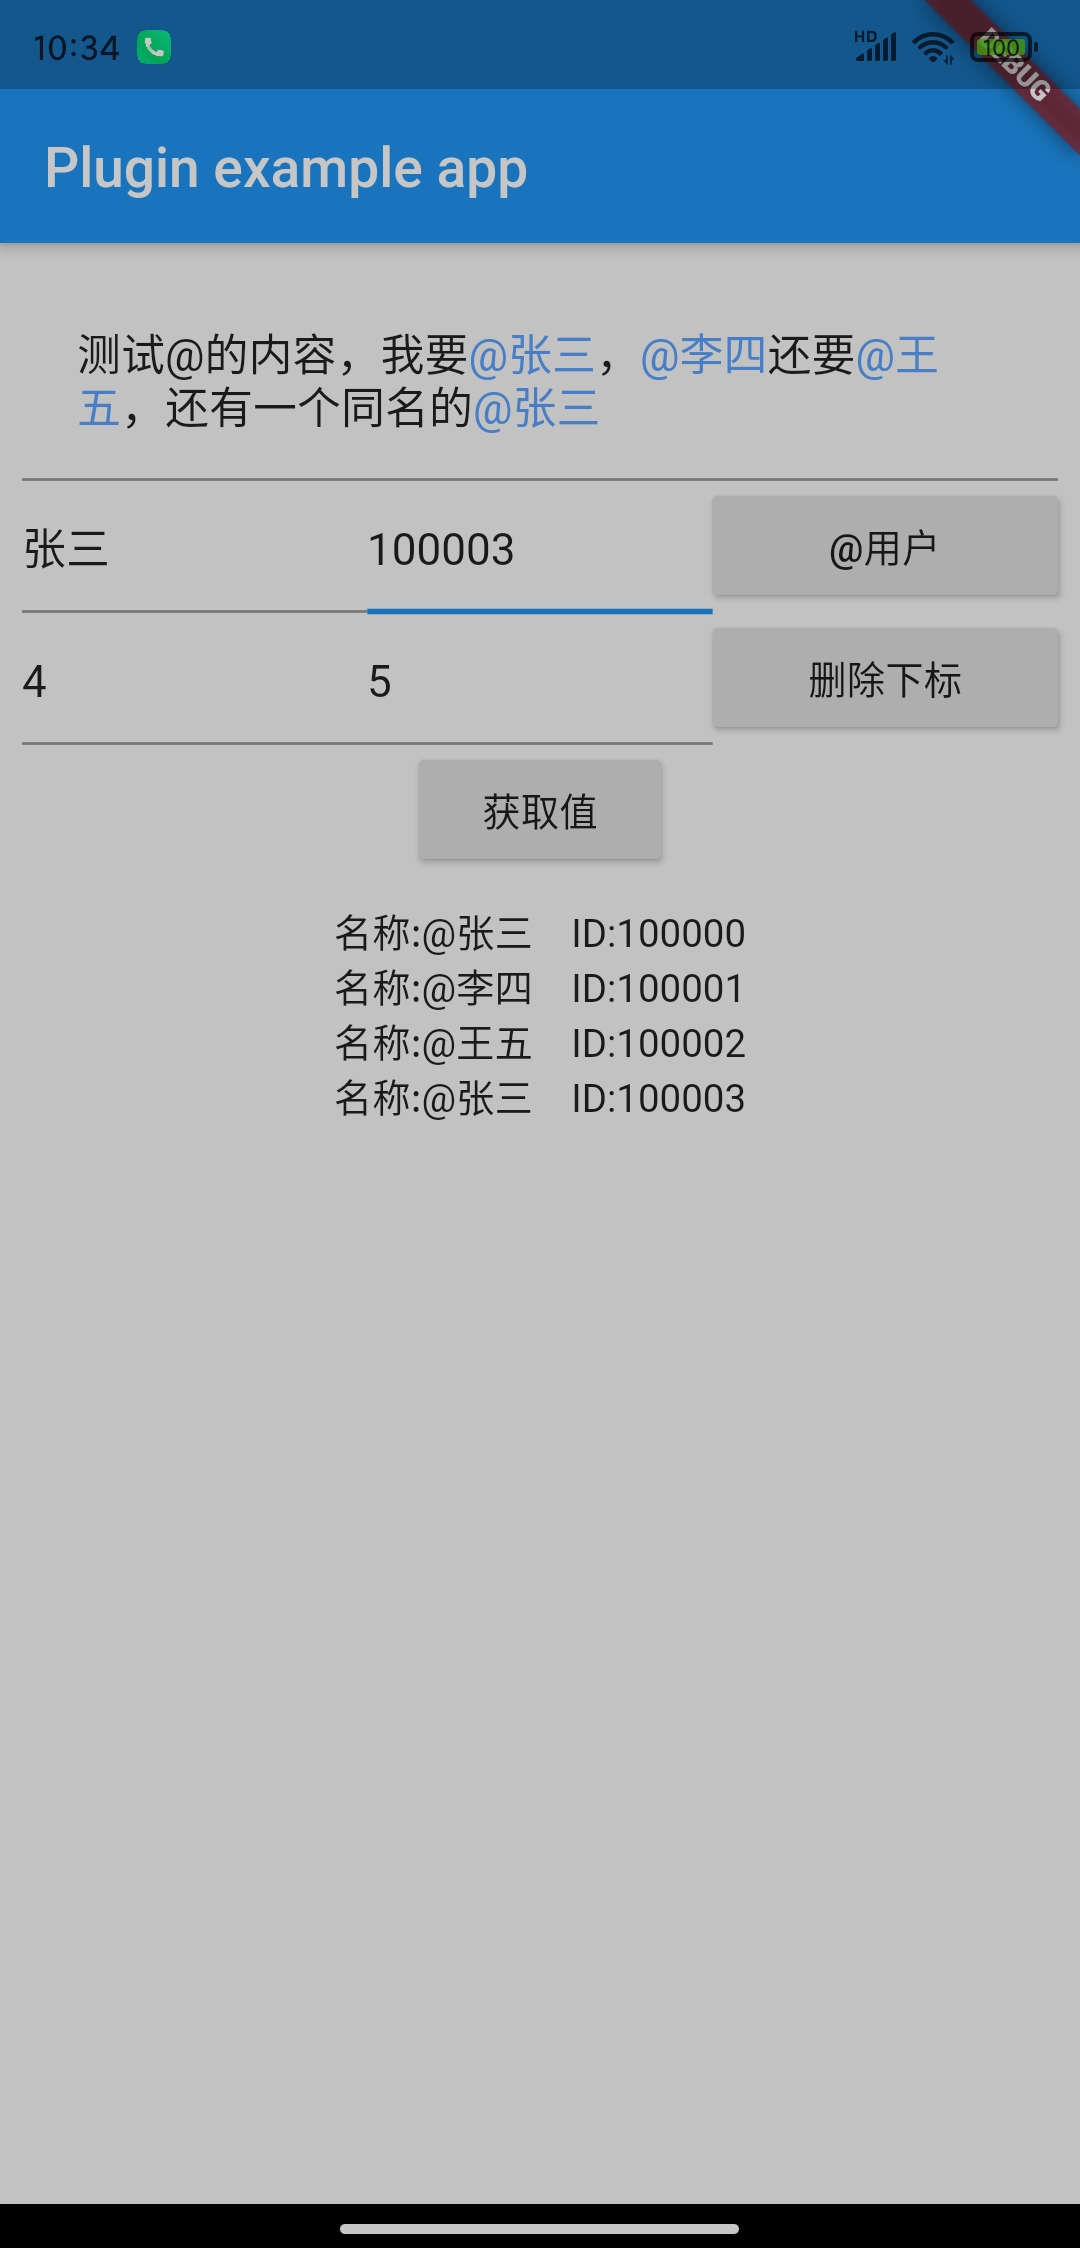 10:34
HD
100
Plugin example app
测试@的内容，我要@张三，@李四还要@王
五，还有一个同名的@张三
张三 100003 @用户
4 5 删除下标
获取值
名称:@张三 ID:100000
名称:@李四 ID:100001
名称:@王五 ID:100002
名称:@张三 ID:100003